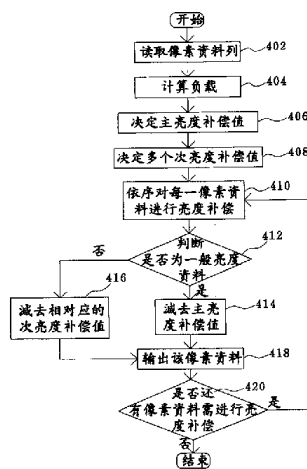 开始
读取像素资料列
402
计算负载
404
决定主亮度补偿值
406
决定多个次亮度补偿值
408
依序对每一像素资
料进行亮度补偿
410
判断
是否为一般亮度
资料
412
否
是
416
减去相对应的
次亮度补偿值
减去主亮
度补偿值
414
输出该像素资料
418
是否还
有像素资料需进行亮
度补偿
420
是
否
结束